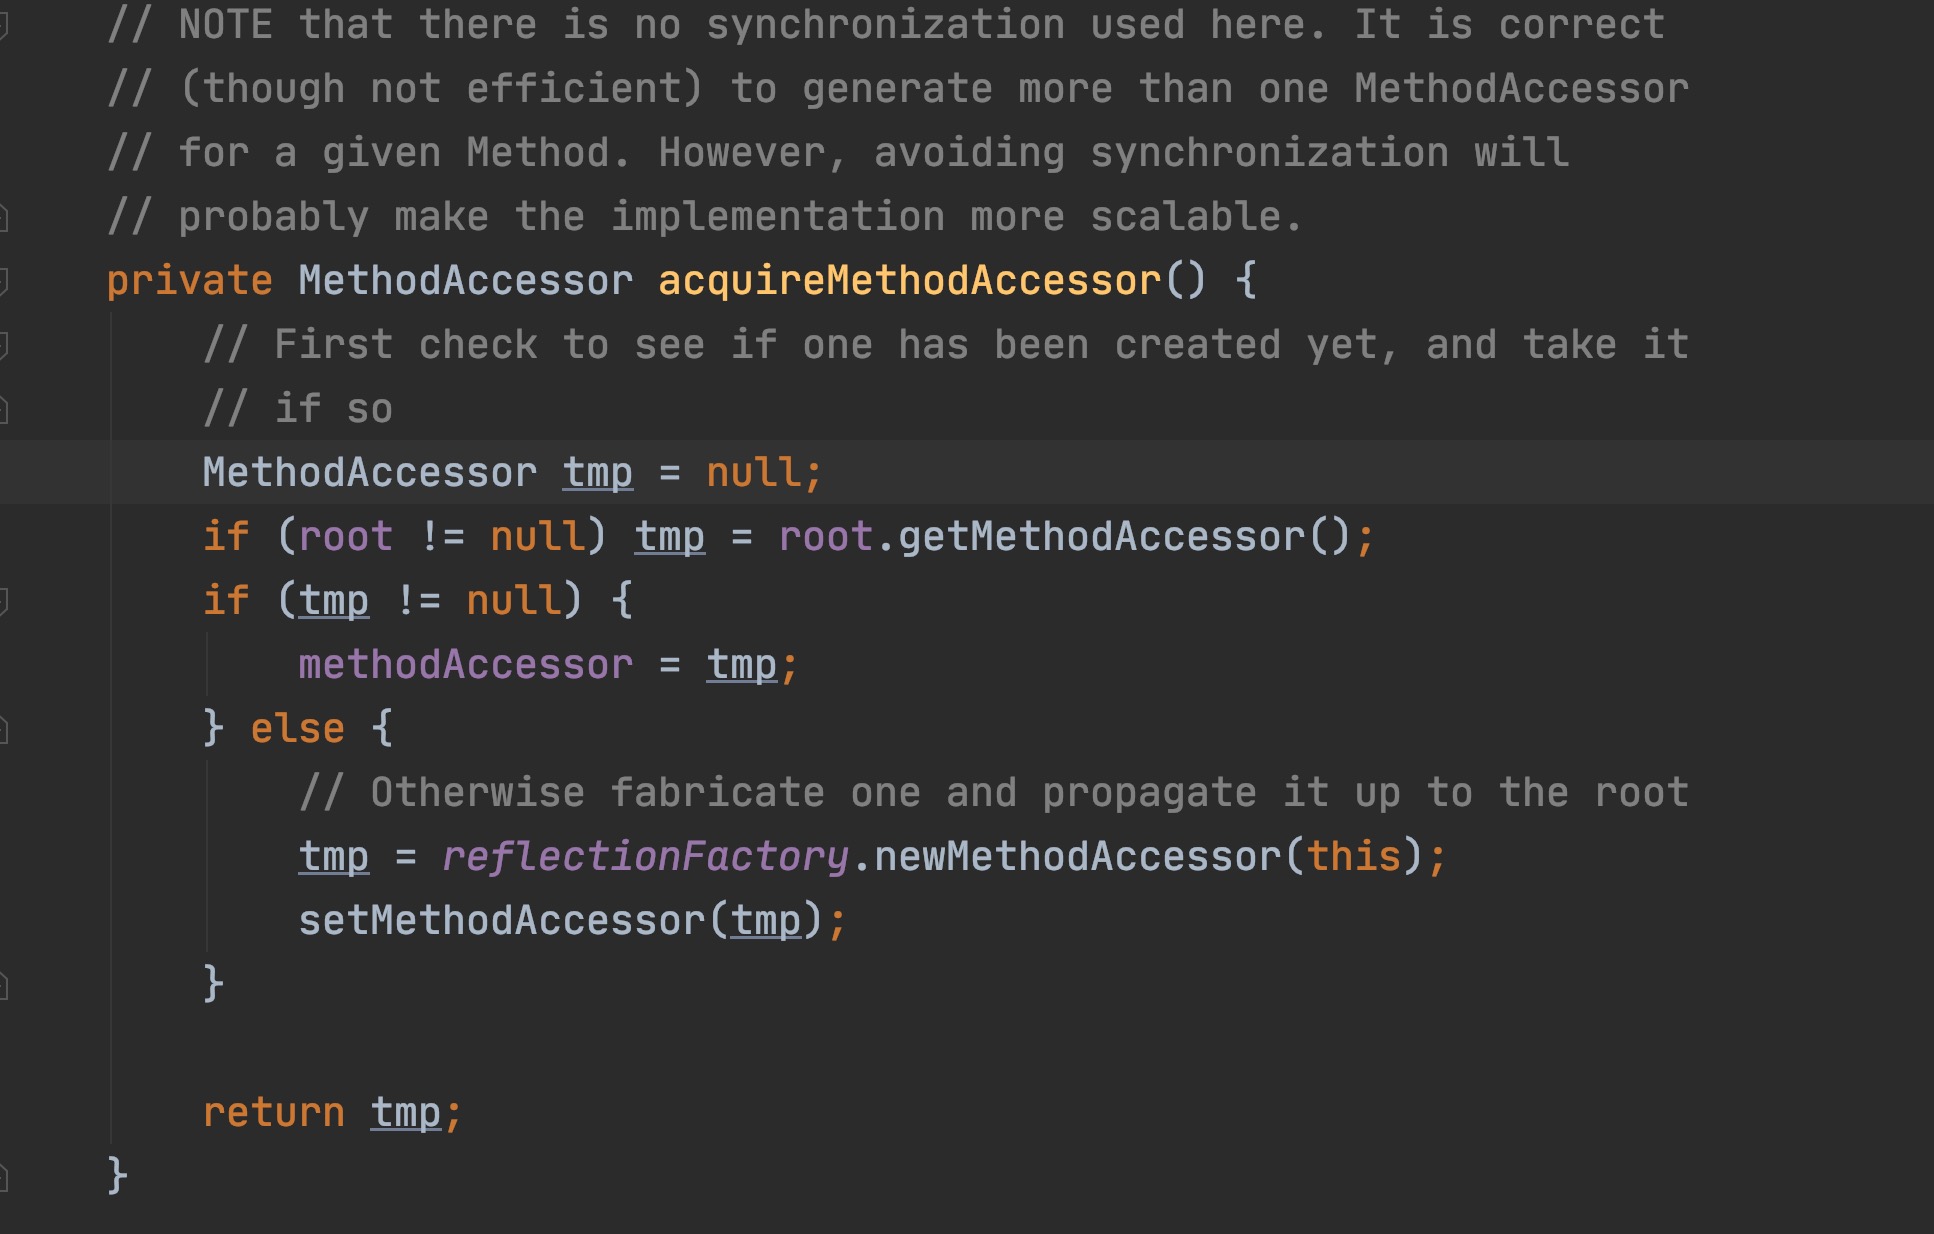 // NOTE that there is no synchronization used here. It is correct
// (though not efficient) to generate more than one MethodAccessor
// for a given Method. However, avoiding synchronization will
// probably make the implementation more scalable.
private MethodAccessor acquireMethodAccessor() {
    // First check to see if one has been created yet, and take it
    // if so
    MethodAccessor tmp = null;
    if (root != null) tmp = root.getMethodAccessor();
    if (tmp != null) {
        methodAccessor = tmp;
    } else {
        // Otherwise fabricate one and propagate it up to the root
        tmp = reflectionFactory.newMethodAccessor(this);
        setMethodAccessor(tmp);
    }

    return tmp;
}